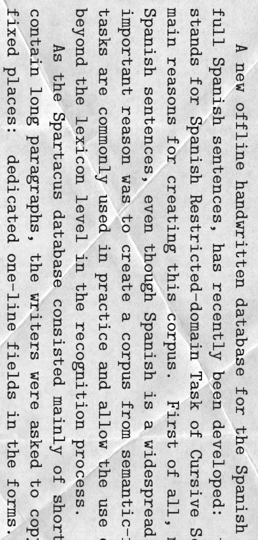 A new offline handwritten database for the Spanish
full Spanish sentences, has recently been developed:
stands for Spanish Restricted-domain Task of Cursive
main reasons for creating this corpus. First of all,
Spanish sentences, even though Spanish is a widespread
important reason was to create a corpus from semantic-
tasks are commonly used in practice and allow the use
beyond the lexicon level in the recognition process.
As the Spartacus database consisted mainly of short
contain long paragraphs, the writers were asked to
fixed places: dedicated one-line fields in the forms.